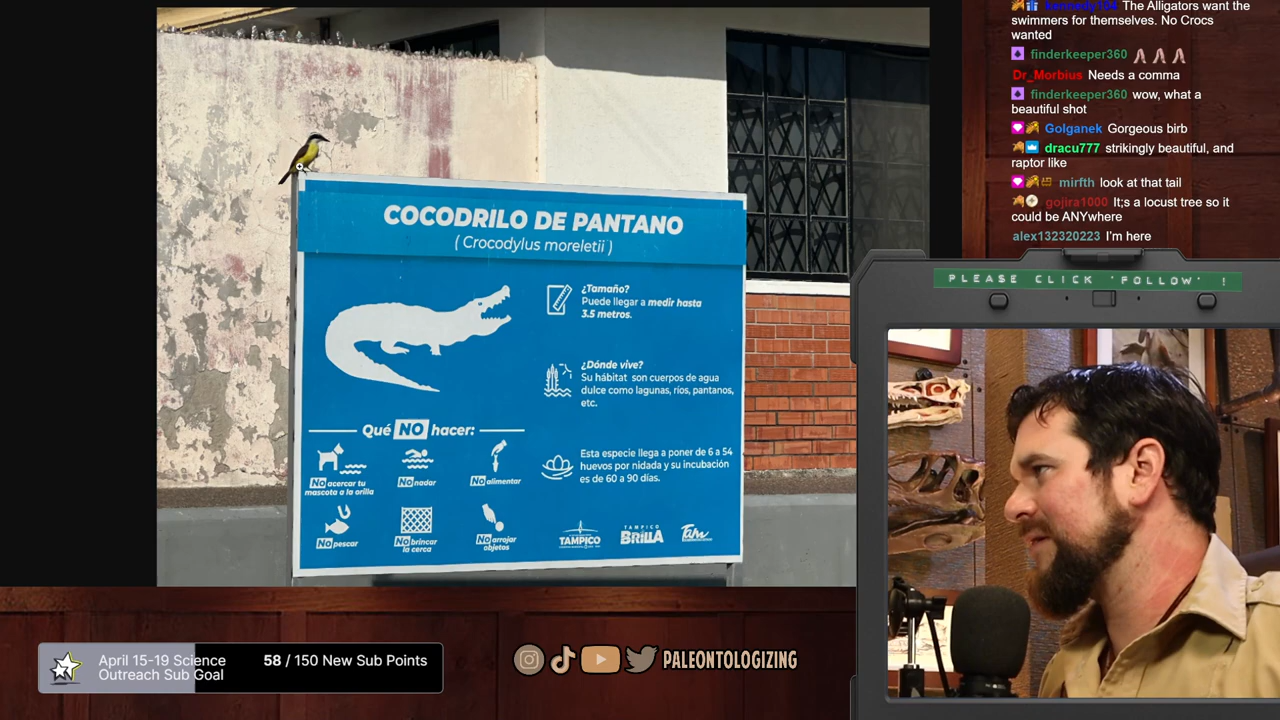 COCODRILO DE PANTANO
( Crocodylus moreletii )
¿Tamaño?
Puede llegar a medir hasta
3.5 metros.
¿Dónde vive?
Su hábitat son cuerpos de agua
dulce como lagunas, ríos, pantanos,
etc.
Qué NO hacer:
No acercar tu
mascota a la orilla
No nadar
No alimentar
Esta especie llega a poner de 6 a 54
huevos por nidada y su incubación
es de 60 a 90 días.
No pescar
No brincar
la cerca
No arrojar
objetos
TAMPICO
TAMPICO
BRILLA
Tam
kennedy104 The Alligators want the
swimmers for themselves. No Crocs
wanted
finderkeeper360
Dr_Morbius Needs a comma
finderkeeper360 wow, what a
beautiful shot
Golganek Gorgeous birb
dracu777 strikingly beautiful, and
raptor like
mirfth look at that tail
gojira1000 It;s a locust tree so it
could be ANYwhere
alex132320223 I'm here
PLEASE CLICK 'FOLLOW' !
April 15-19 Science
Outreach Sub Goal
58 / 150 New Sub Points
PALEONTOLOGIZING